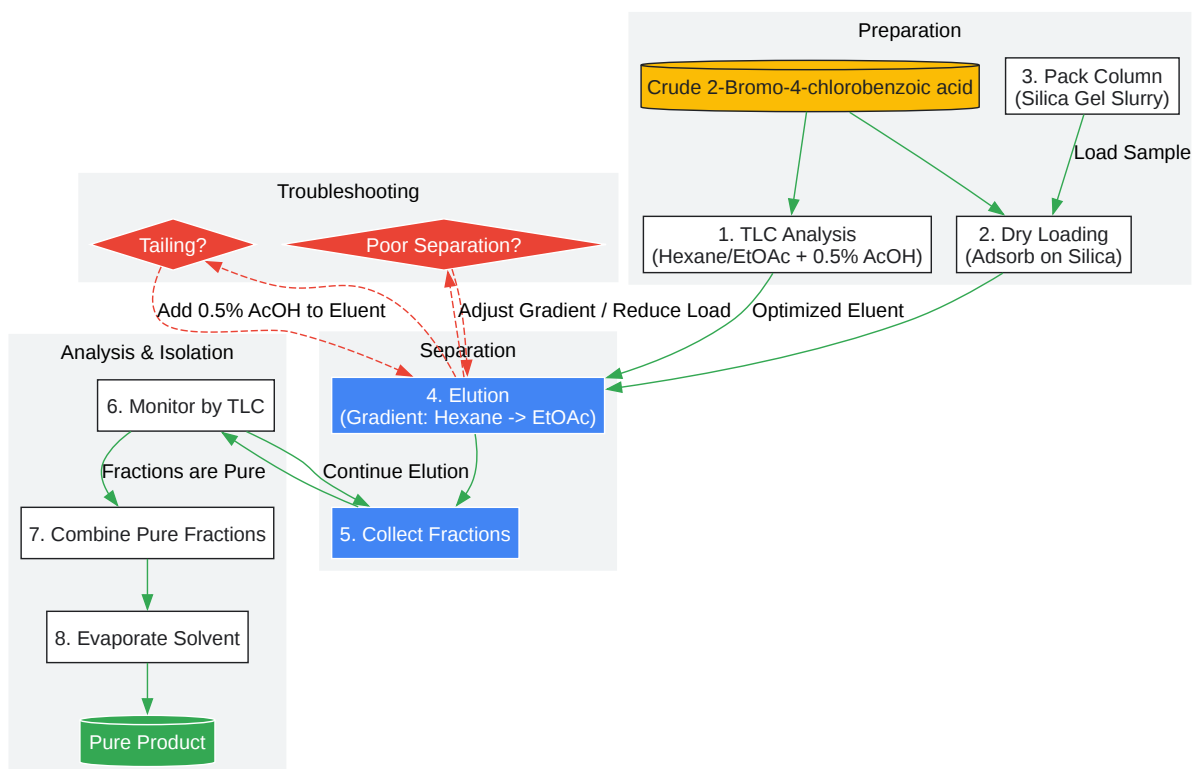 Preparation
Crude 2-Bromo-4-chlorobenzoic acid
3. Pack Column
(Silica Gel Slurry)
Load Sample
1. TLC Analysis
(Hexane/EtOAc + 0.5% AcOH)
2. Dry Loading
(Adsorb on Silica)
Optimized Eluent
Troubleshooting
Tailing?
Poor Separation?
Add 0.5% AcOH to Eluent
Adjust Gradient / Reduce Load
Separation
4. Elution
(Gradient: Hexane -> EtOAc)
Continue Elution
5. Collect Fractions
Analysis & Isolation
6. Monitor by TLC
Fractions are Pure
7. Combine Pure Fractions
8. Evaporate Solvent
Pure Product